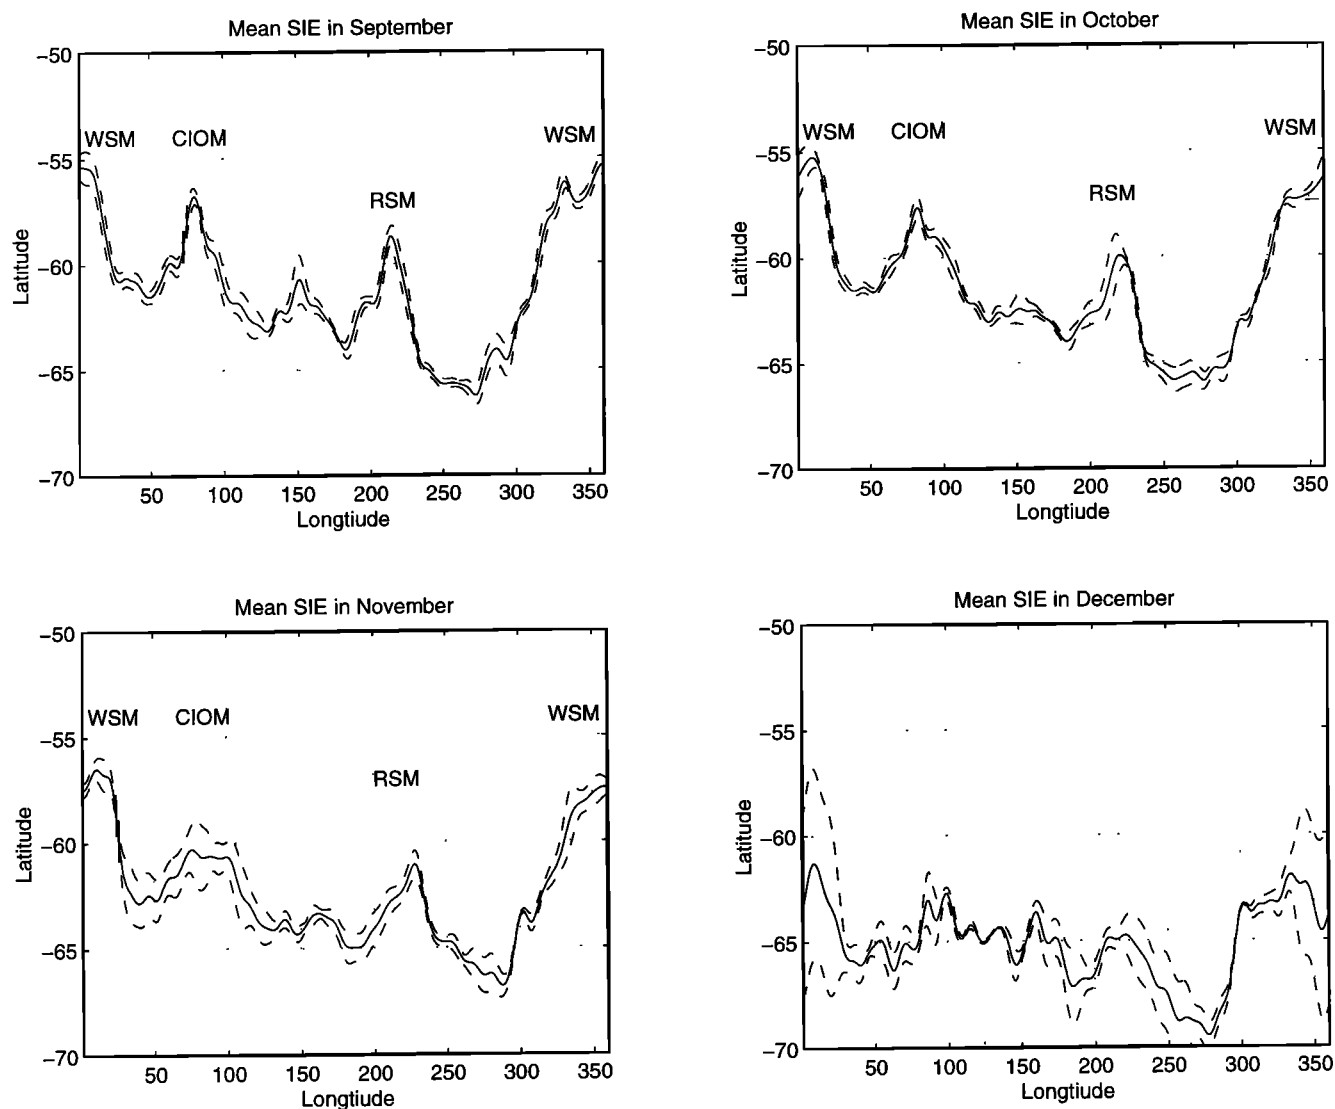 Mean SIE in September
-50
-55
-60
-65
-70
Latitude
WSM CIOM WSM
RSM
50 100 150 200 250 300 350
Longtiude
Mean SIE in October
-50
-55
-60
-65
-70
Latitude
WSM CIOM WSM
RSM
50 100 150 200 250 300 350
Longtiude
Mean SIE in November
-50
-55
-60
-65
-70
Latitude
WSM CIOM WSM
RSM
50 100 150 200 250 300 350
Longtiude
Mean SIE in December
-50
-55
-60
-65
-70
Latitude
50 100 150 200 250 300 350
Longtiude